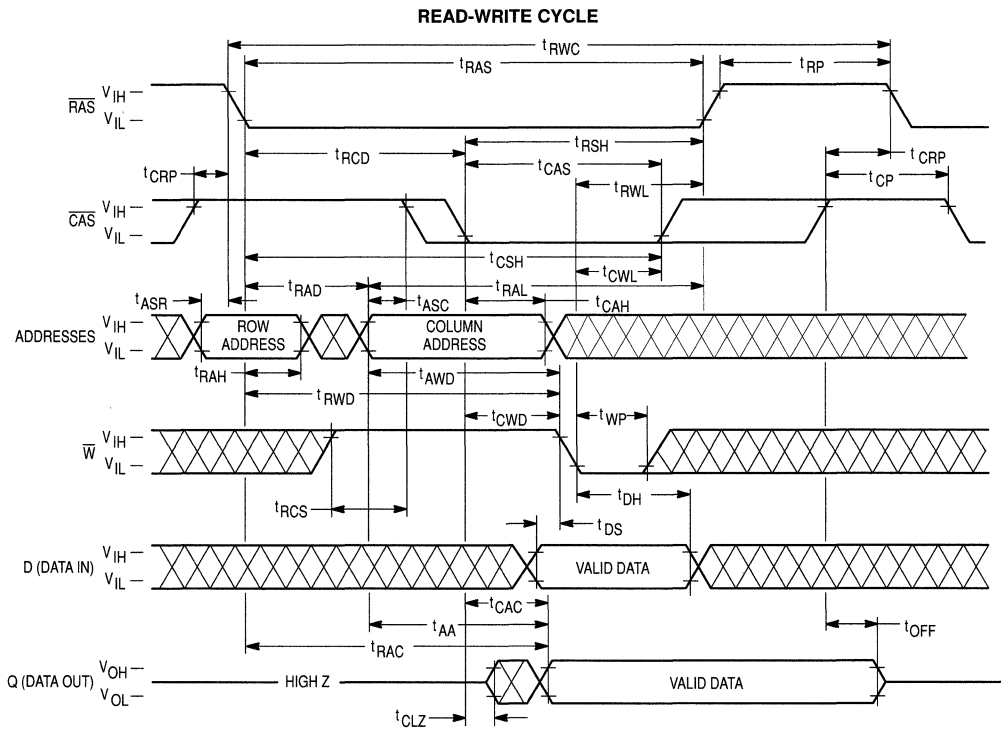 READ-WRITE CYCLE
tRWC
tRAS
tRP
RAS
VIH
VIL
tRSH
tRCD
tCRP
tCAS
tCRP
tCP
tRWL
CAS
VIH
VIL
tCSH
tCWL
tRAD
tRAL
tASR
tASC
tCAH
ADDRESSES
VIH
VIL
ROW
ADDRESS
COLUMN
ADDRESS
tRAH
tAWD
tRWD
tCWD
tWP
W
VIH
VIL
tDH
tRCS
tDS
D (DATA IN)
VIH
VIL
VALID DATA
tCAC
tAA
tOFF
tRAC
Q (DATA OUT)
VOH
VOL
HIGH Z
VALID DATA
tCLZ